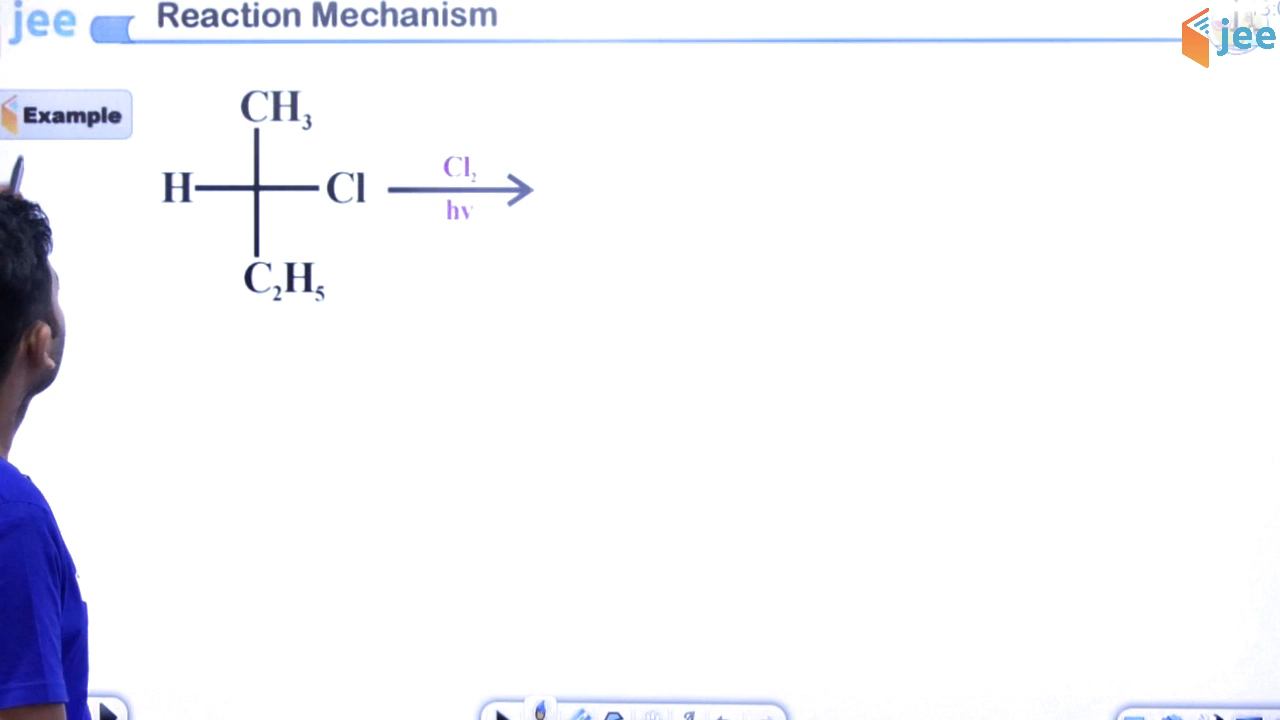 jee
Reaction Mechanism
jee
Example
CH₃
H
Cl
Cl₂
hν
C₂H₅